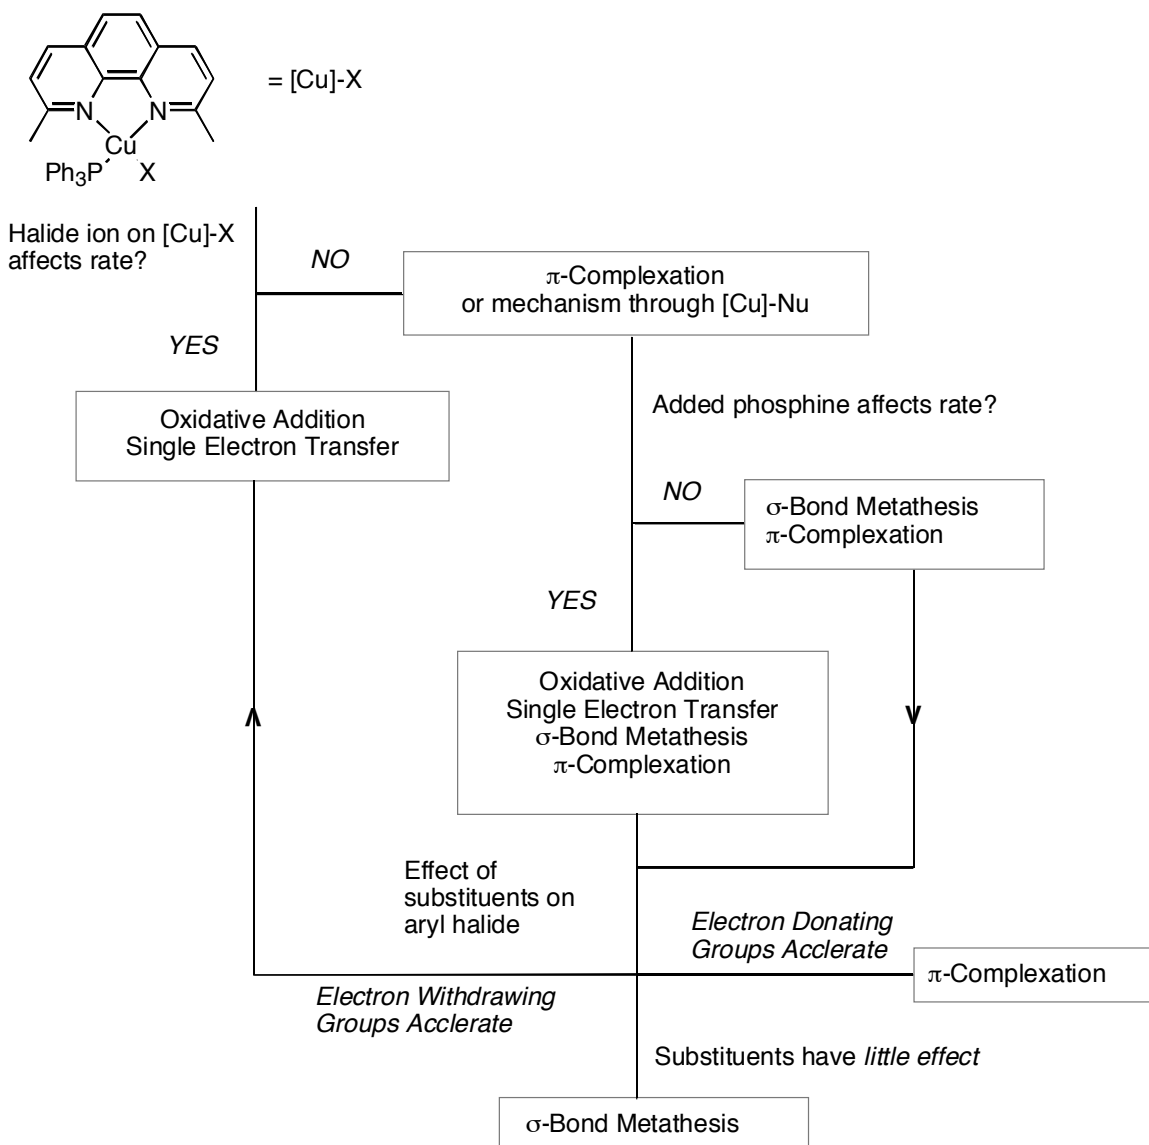 = [Cu]-X
N
N
Cu
Ph3P
X
Halide ion on [Cu]-X
affects rate?
NO
π-Complexation
or mechanism through [Cu]-Nu
YES
Oxidative Addition
Single Electron Transfer
Added phosphine affects rate?
NO
σ-Bond Metathesis
π-Complexation
YES
Oxidative Addition
Single Electron Transfer
σ-Bond Metathesis
π-Complexation
Effect of
substituents on
aryl halide
Electron Donating
Groups Acclerate
π-Complexation
Electron Withdrawing
Groups Acclerate
Substituents have little effect
σ-Bond Metathesis